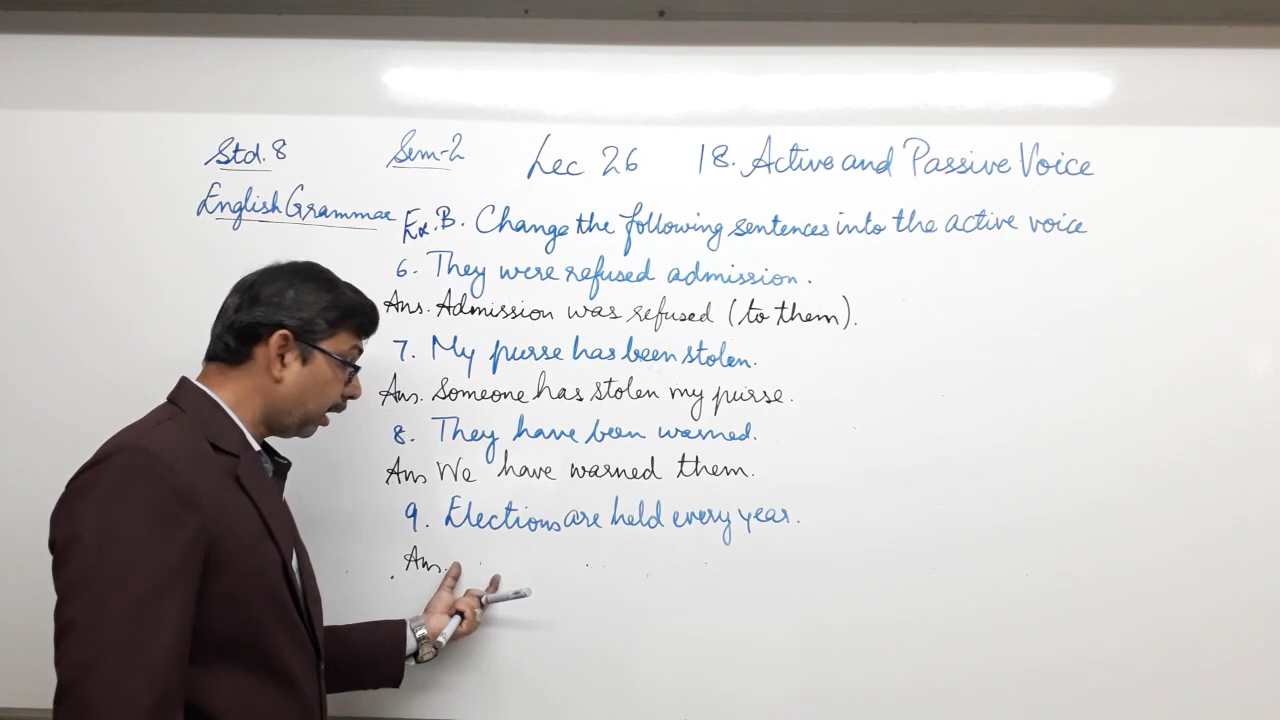 Std. 8 Sem-2 Lec 26 18. Active and Passive Voice
English Grammar
Ex. B. Change the following sentences into the active voice
6. They were refused admission.
Ans. Admission was refused (to them).
7. My purse has been stolen.
Ans. Someone has stolen my purse.
8. They have been warned.
Ans We have warned them.
9. Elections are held every year.
Ans.